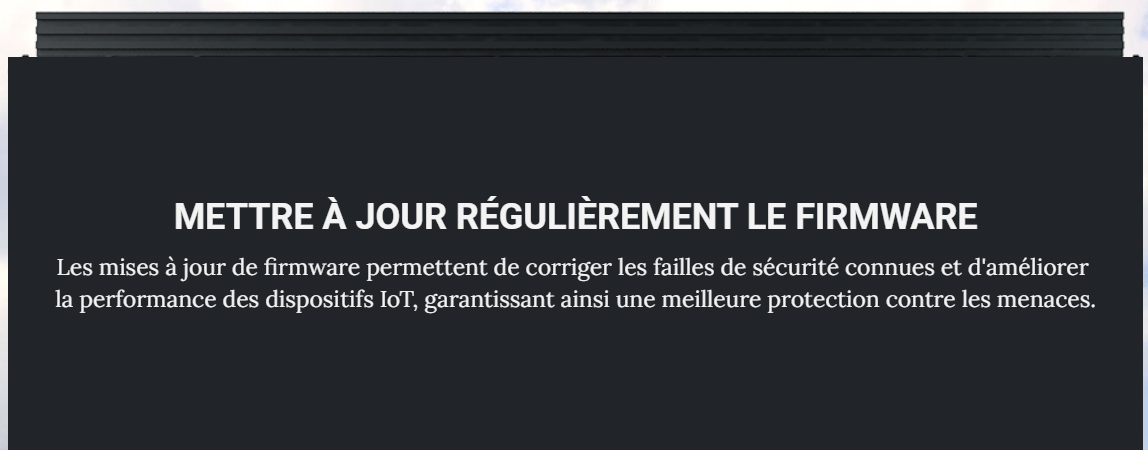 METTRE À JOUR RÉGULIÈREMENT LE FIRMWARE
Les mises à jour de firmware permettent de corriger les failles de sécurité connues et d'améliorer
la performance des dispositifs IoT, garantissant ainsi une meilleure protection contre les menaces.